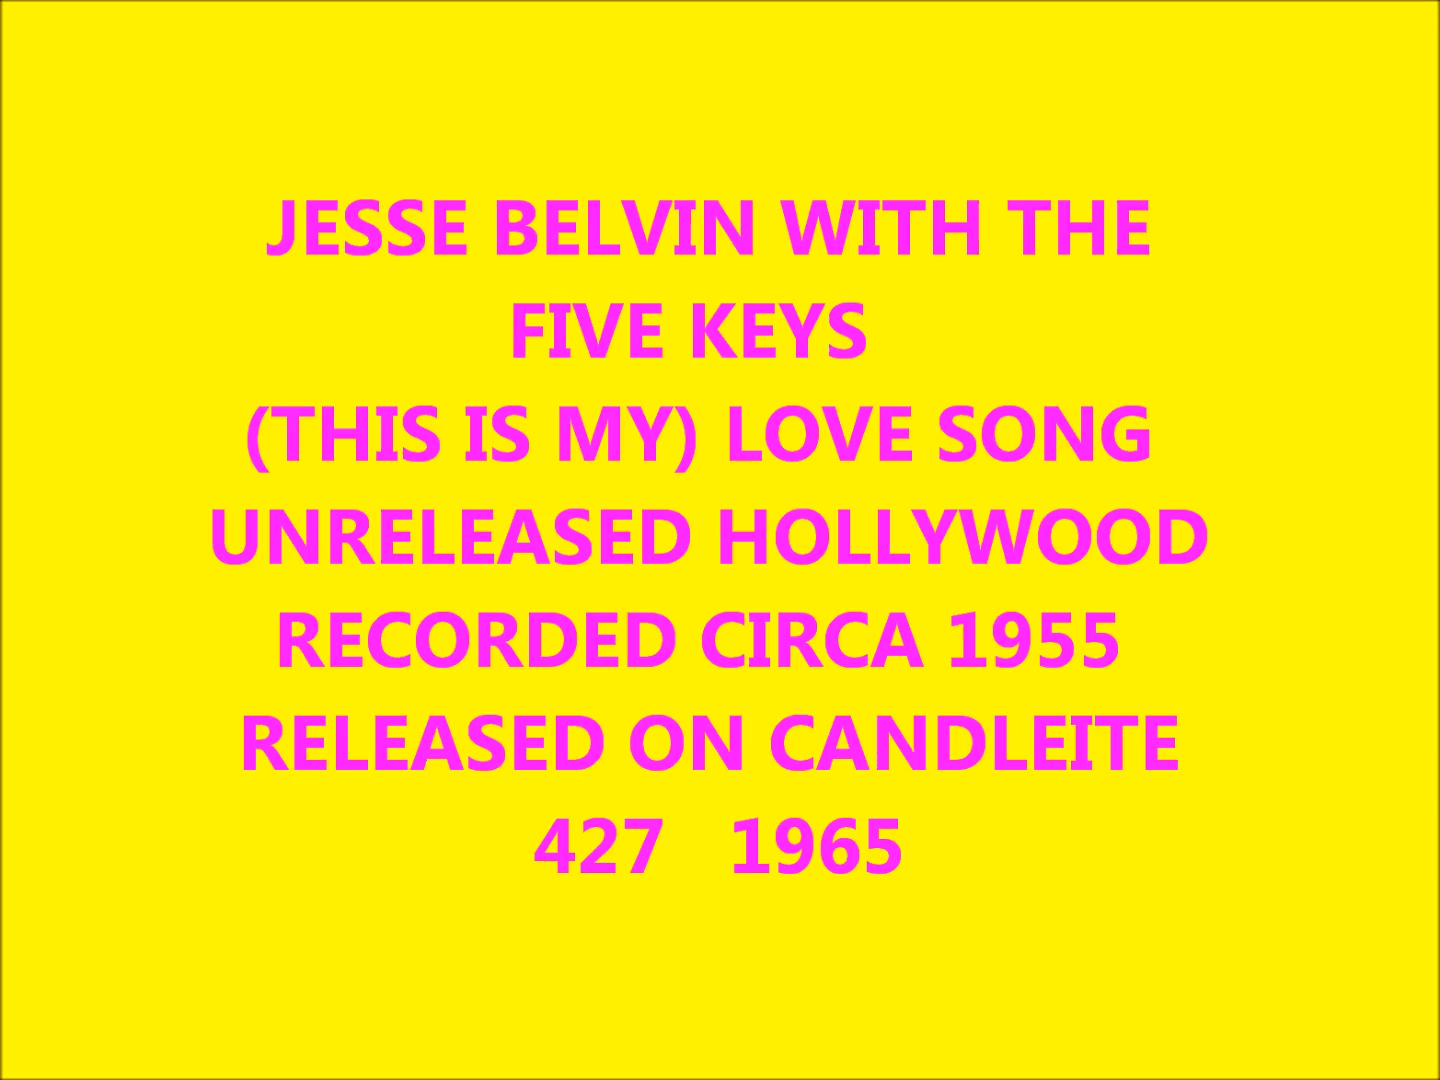 JESSE BELVIN WITH THE
FIVE KEYS
(THIS IS MY) LOVE SONG
UNRELEASED HOLLYWOOD
RECORDED CIRCA 1955
RELEASED ON CANDLEITE
427 1965